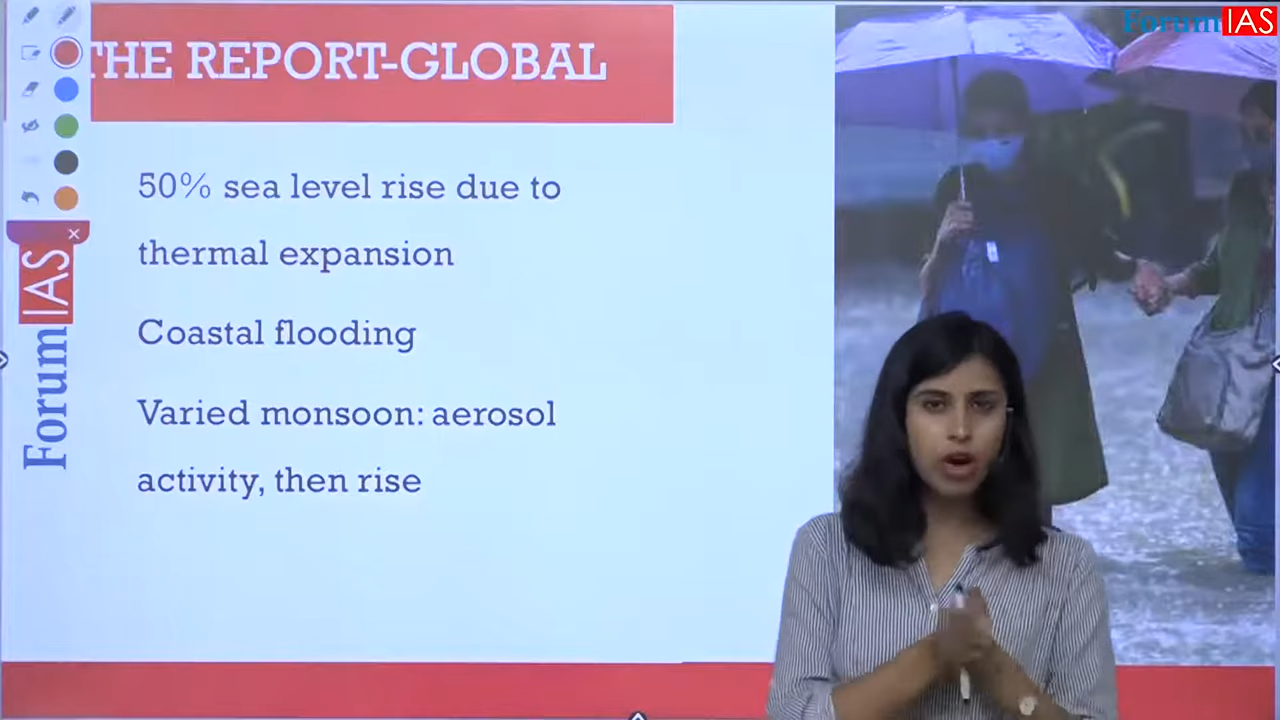 ForumIAS
THE REPORT-GLOBAL
50% sea level rise due to
thermal expansion
Coastal flooding
Varied monsoon: aerosol
activity, then rise
ForumIAS